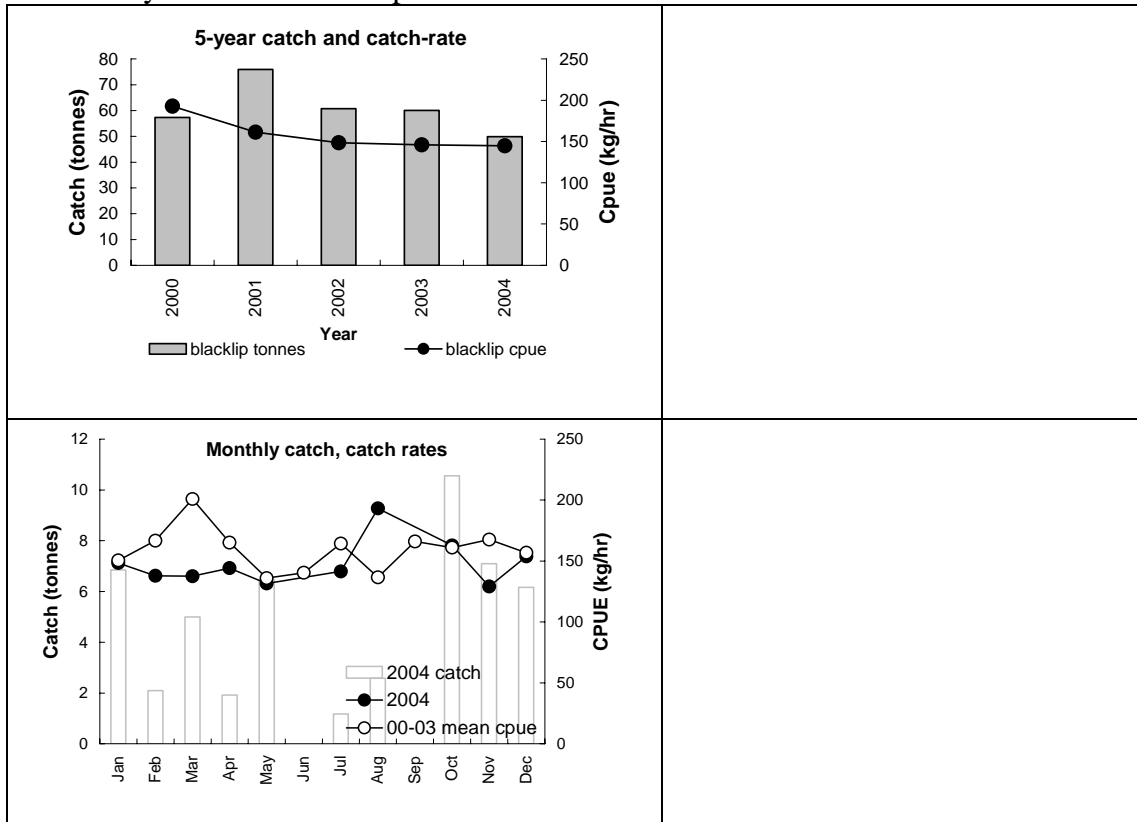 5-year catch and catch-rate
80
70
60
50
40
30
20
10
0
Catch (tonnes)
250
200
150
100
50
0
Cpue (kg/hr)
2000
2001
2002
2003
2004
Year
blacklip tonnes
blacklip cpue
Monthly catch, catch rates
12
10
8
6
4
2
0
Catch (tonnes)
250
200
150
100
50
0
CPUE (kg/hr)
2004 catch
2004
00-03 mean cpue
Jan
Feb
Mar
Apr
May
Jun
Jul
Aug
Sep
Oct
Nov
Dec